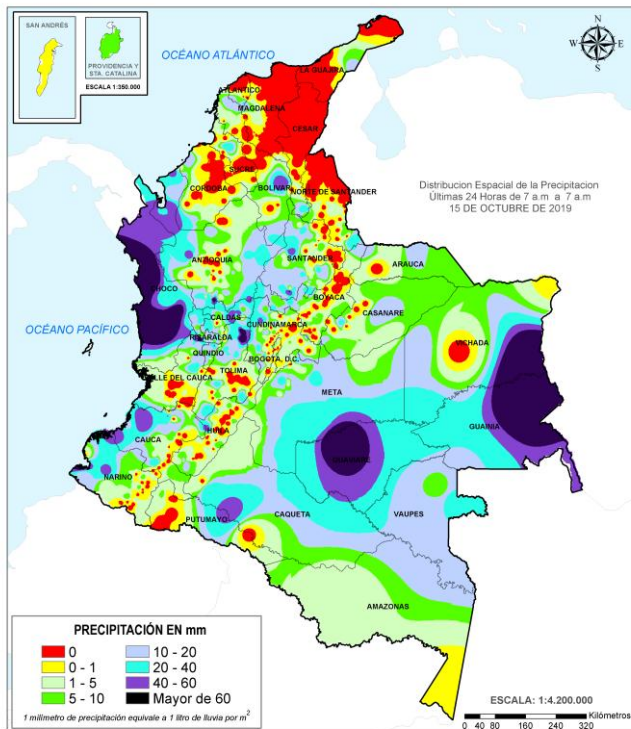 SAN ANDRÉS
PROVIDENCIA Y
STA. CATALINA
ESCALA 1:350.000
OCÉANO ATLÁNTICO
N
W E
S
LA GUAJIRA
ATLANTICO
MAGDALENA
CESAR
SUCRE
CORDOBA
BOLIVAR
NORTE DE SANTANDER
Distribucion Espacial de la Precipitacion
Últimas 24 Horas de 7 a.m a 7 a.m
15 DE OCTUBRE DE 2019
ANTIOQUIA
SANTANDER
ARAUCA
CHOCO
BOYACA
CASANARE
OCÉANO PACÍFICO
CALDAS
CUNDINAMARCA
RISARALDA
QUINDIO
BOGOTA, D.C.
VICHADA
TOLIMA
VALLE DEL CAUCA
META
GUAINIA
CAUCA
HUILA
GUAVIARE
NARIÑO
PUTUMAYO
CAQUETA
VAUPES
AMAZONAS
PRECIPITACIÓN EN mm
0 10 - 20
0 - 1 20 - 40
1 - 5 40 - 60
5 - 10 Mayor de 60
1 milimetro de precipitación equivale a 1 litro de lluvia por m²
ESCALA: 1:4.200.000
Kilómetros
0 40 80 160 240 320